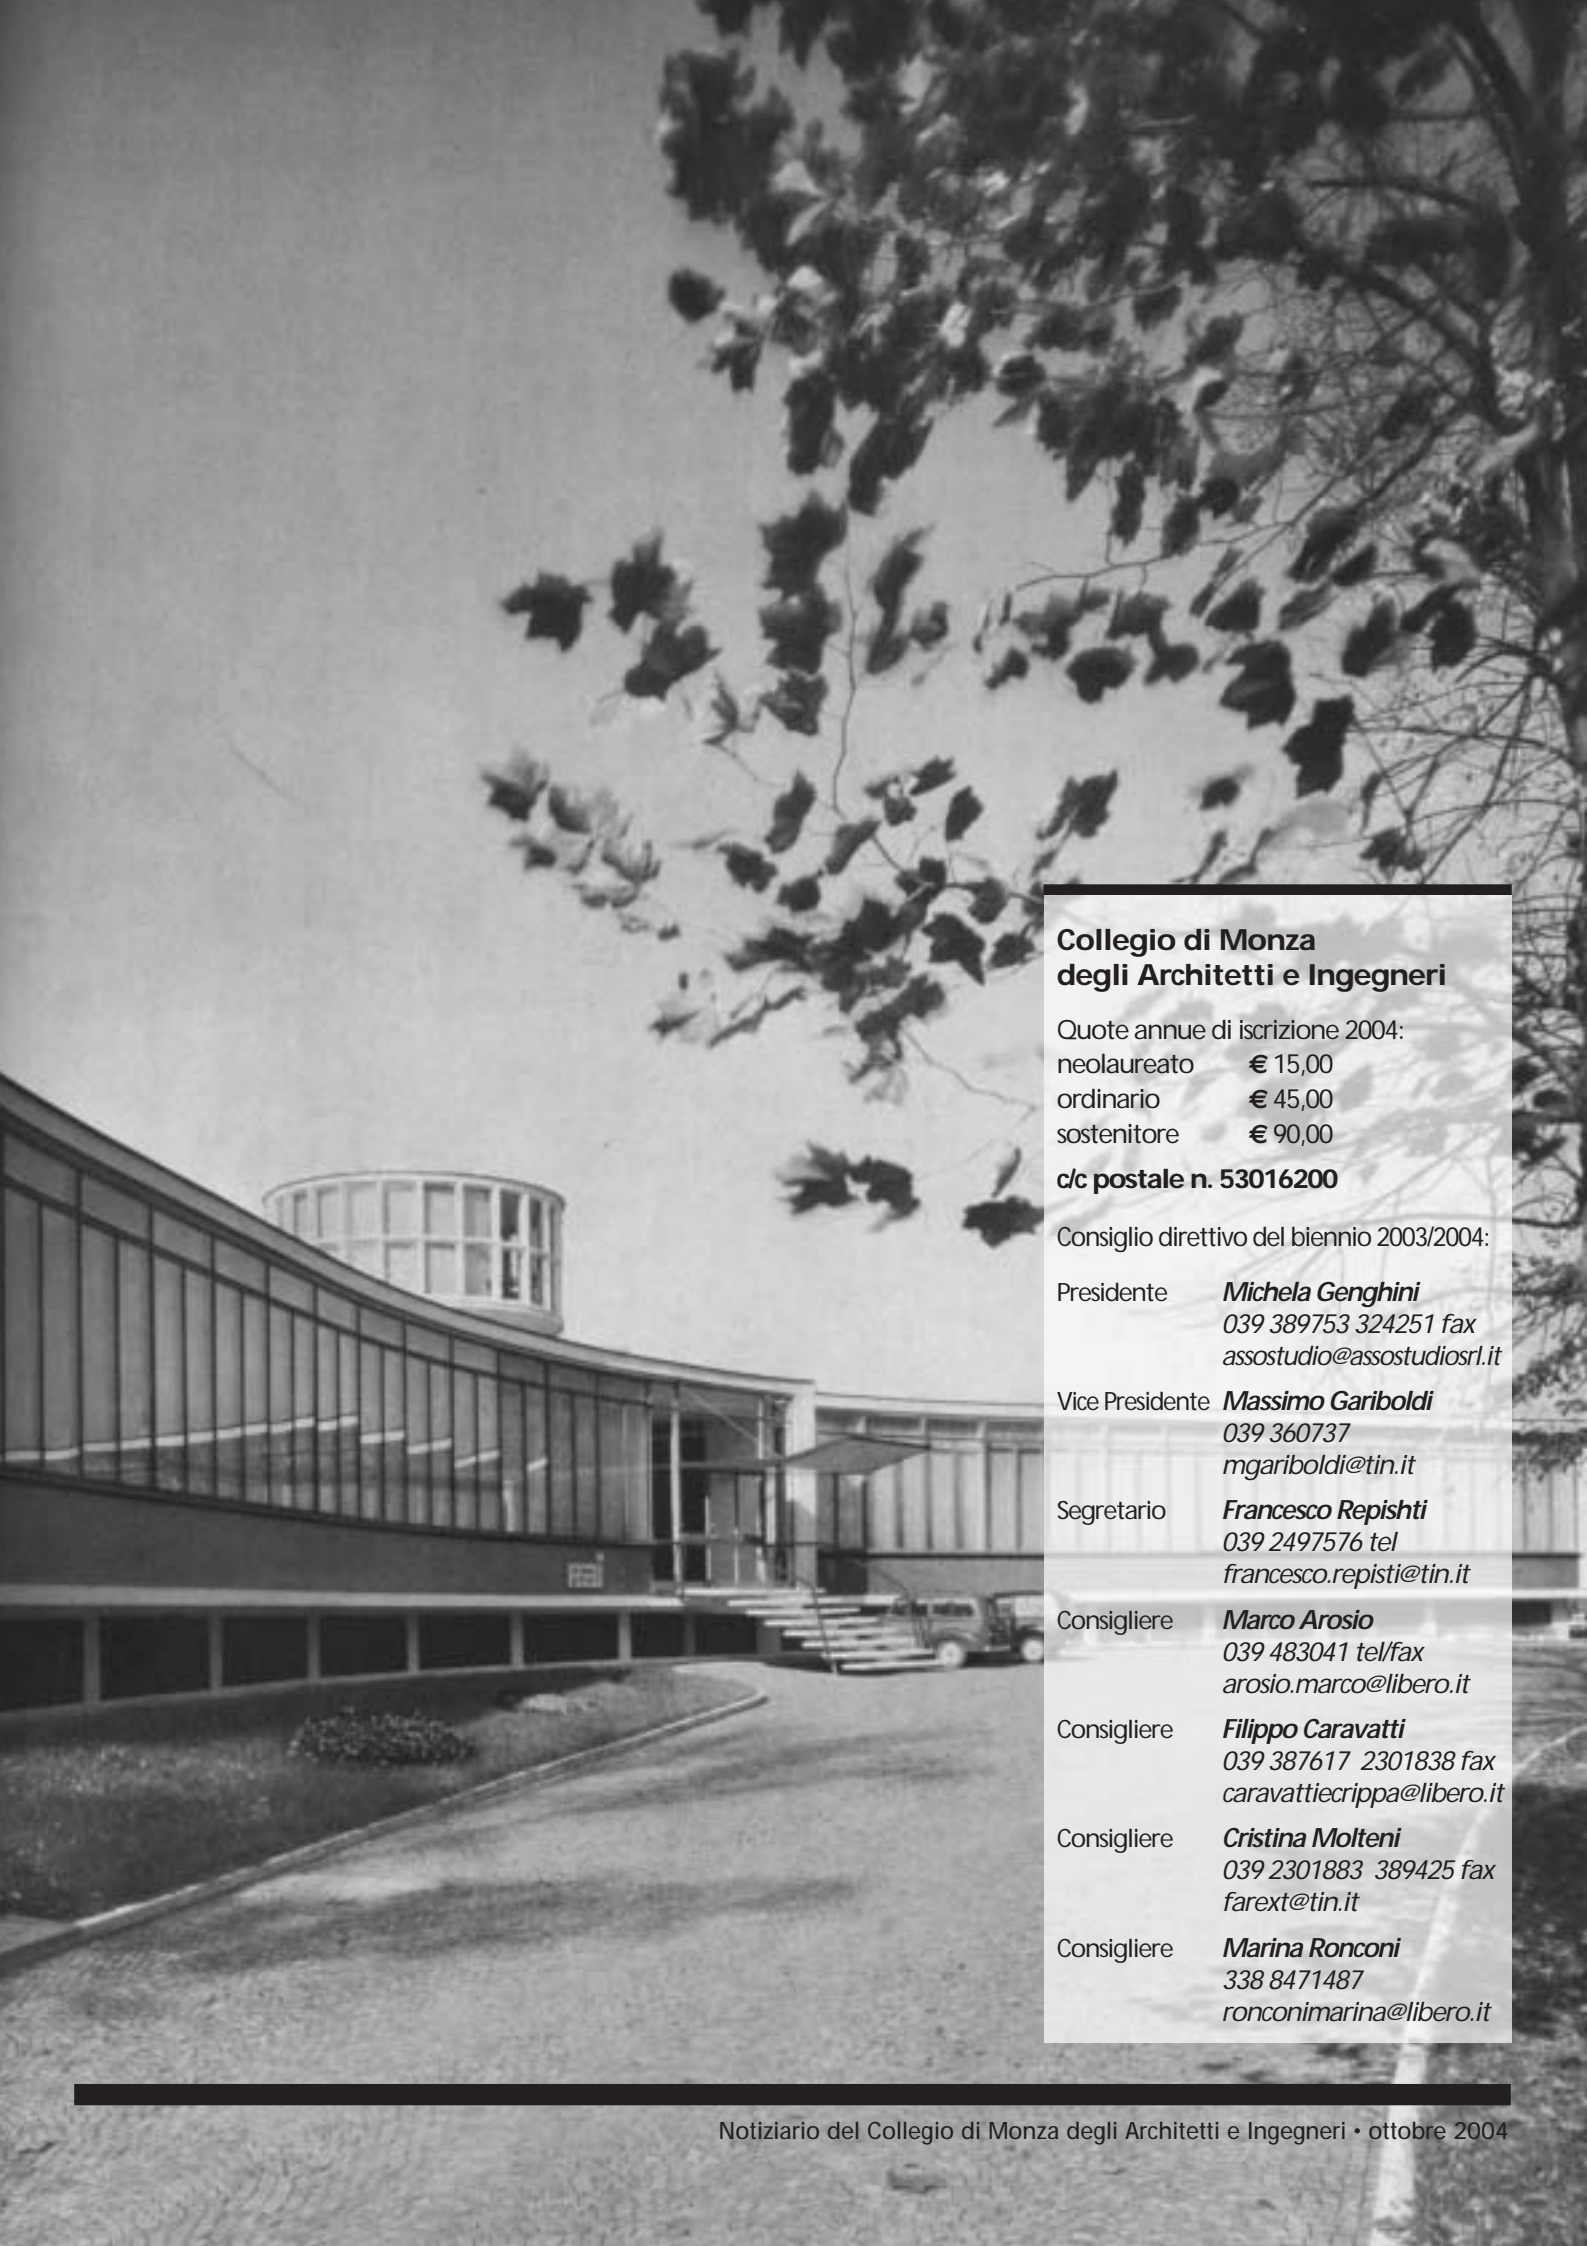 Collegio di Monza
degli Architetti e Ingegneri
Quote annue di iscrizione 2004:
neolaureato € 15,00
ordinario € 45,00
sostenitore € 90,00
c/c postale n. 53016200
Consiglio direttivo del biennio 2003/2004:
Presidente Michela Genghini
039 389753 324251 fax
assostudio@assostudiosrl.it
Vice Presidente Massimo Gariboldi
039 360737
mgariboldi@tin.it
Segretario Francesco Repishti
039 2497576 tel
francesco.repisti@tin.it
Consigliere Marco Arosio
039 483041 tel/fax
arosio.marco@libero.it
Consigliere Filippo Caravatti
039 387617 2301838 fax
caravattiecrippa@libero.it
Consigliere Cristina Molteni
039 2301883 389425 fax
farext@tin.it
Consigliere Marina Ronconi
338 8471487
ronconimarina@libero.it
Notiziario del Collegio di Monza degli Architetti e Ingegneri • ottobre 2004